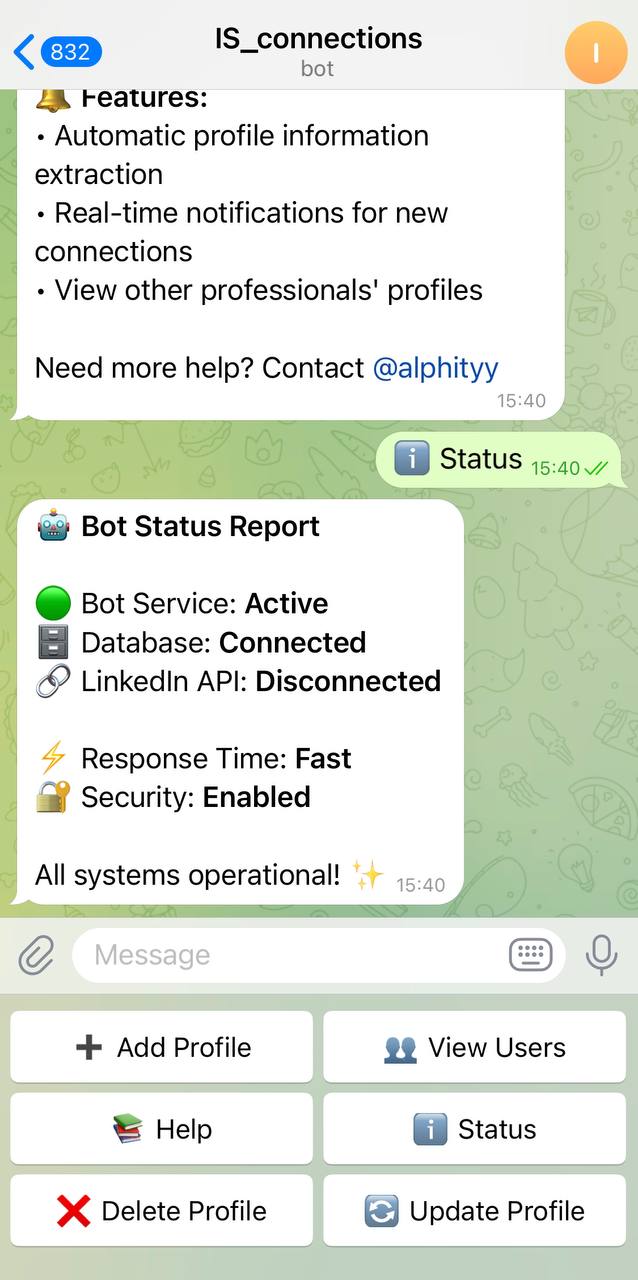 832
IS_connections
bot
I
🔔 Features:
• Automatic profile information
extraction
• Real-time notifications for new
connections
• View other professionals' profiles
Need more help? Contact @alphityy
15:40
ℹ️ Status 15:40
🤖 Bot Status Report
🟢 Bot Service: Active
🗄️ Database: Connected
🔗 LinkedIn API: Disconnected
⚡ Response Time: Fast
🔐 Security: Enabled
All systems operational! ✨ 15:40
Message
➕ Add Profile
👥 View Users
📚 Help
ℹ️ Status
❌ Delete Profile
🔄 Update Profile